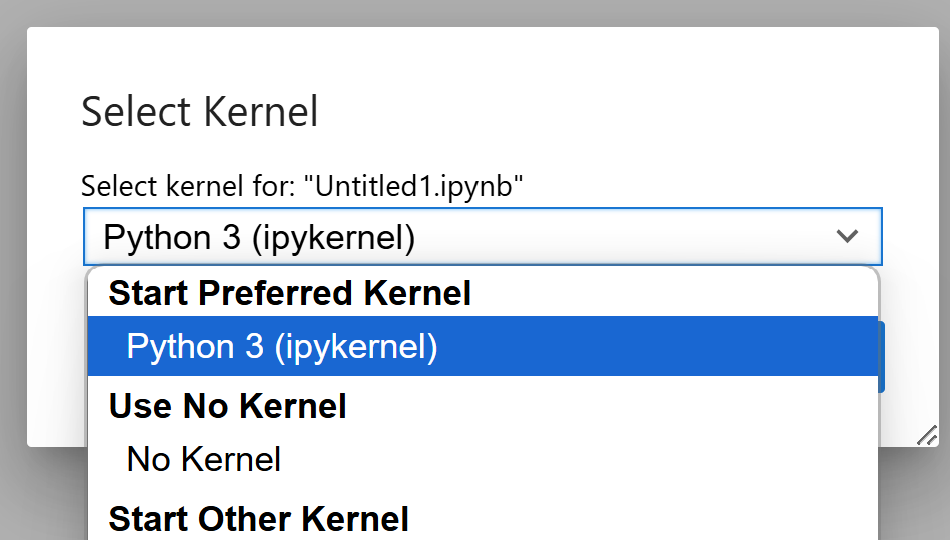 Select Kernel
Select kernel for: "Untitled1.ipynb"
Python 3 (ipykernel)
Start Preferred Kernel
Python 3 (ipykernel)
Use No Kernel
No Kernel
Start Other Kernel